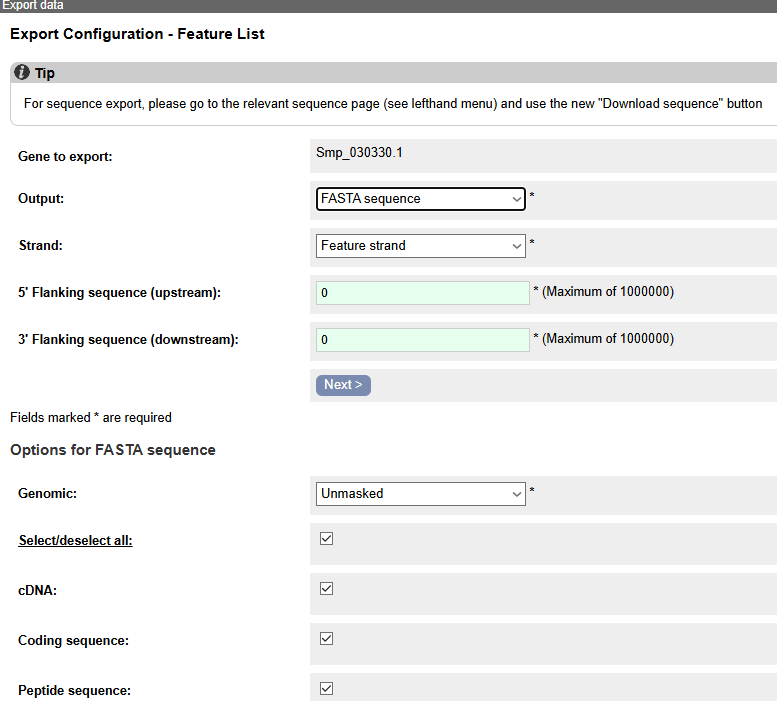 Export data
Export Configuration - Feature List
i Tip
For sequence export, please go to the relevant sequence page (see lefthand menu) and use the new "Download sequence" button
Gene to export: Smp_030330.1
Output: FASTA sequence *
Strand: Feature strand *
5' Flanking sequence (upstream): 0 * (Maximum of 1000000)
3' Flanking sequence (downstream): 0 * (Maximum of 1000000)
Next >
Fields marked * are required
Options for FASTA sequence
Genomic: Unmasked *
Select/deselect all:
cDNA:
Coding sequence:
Peptide sequence: